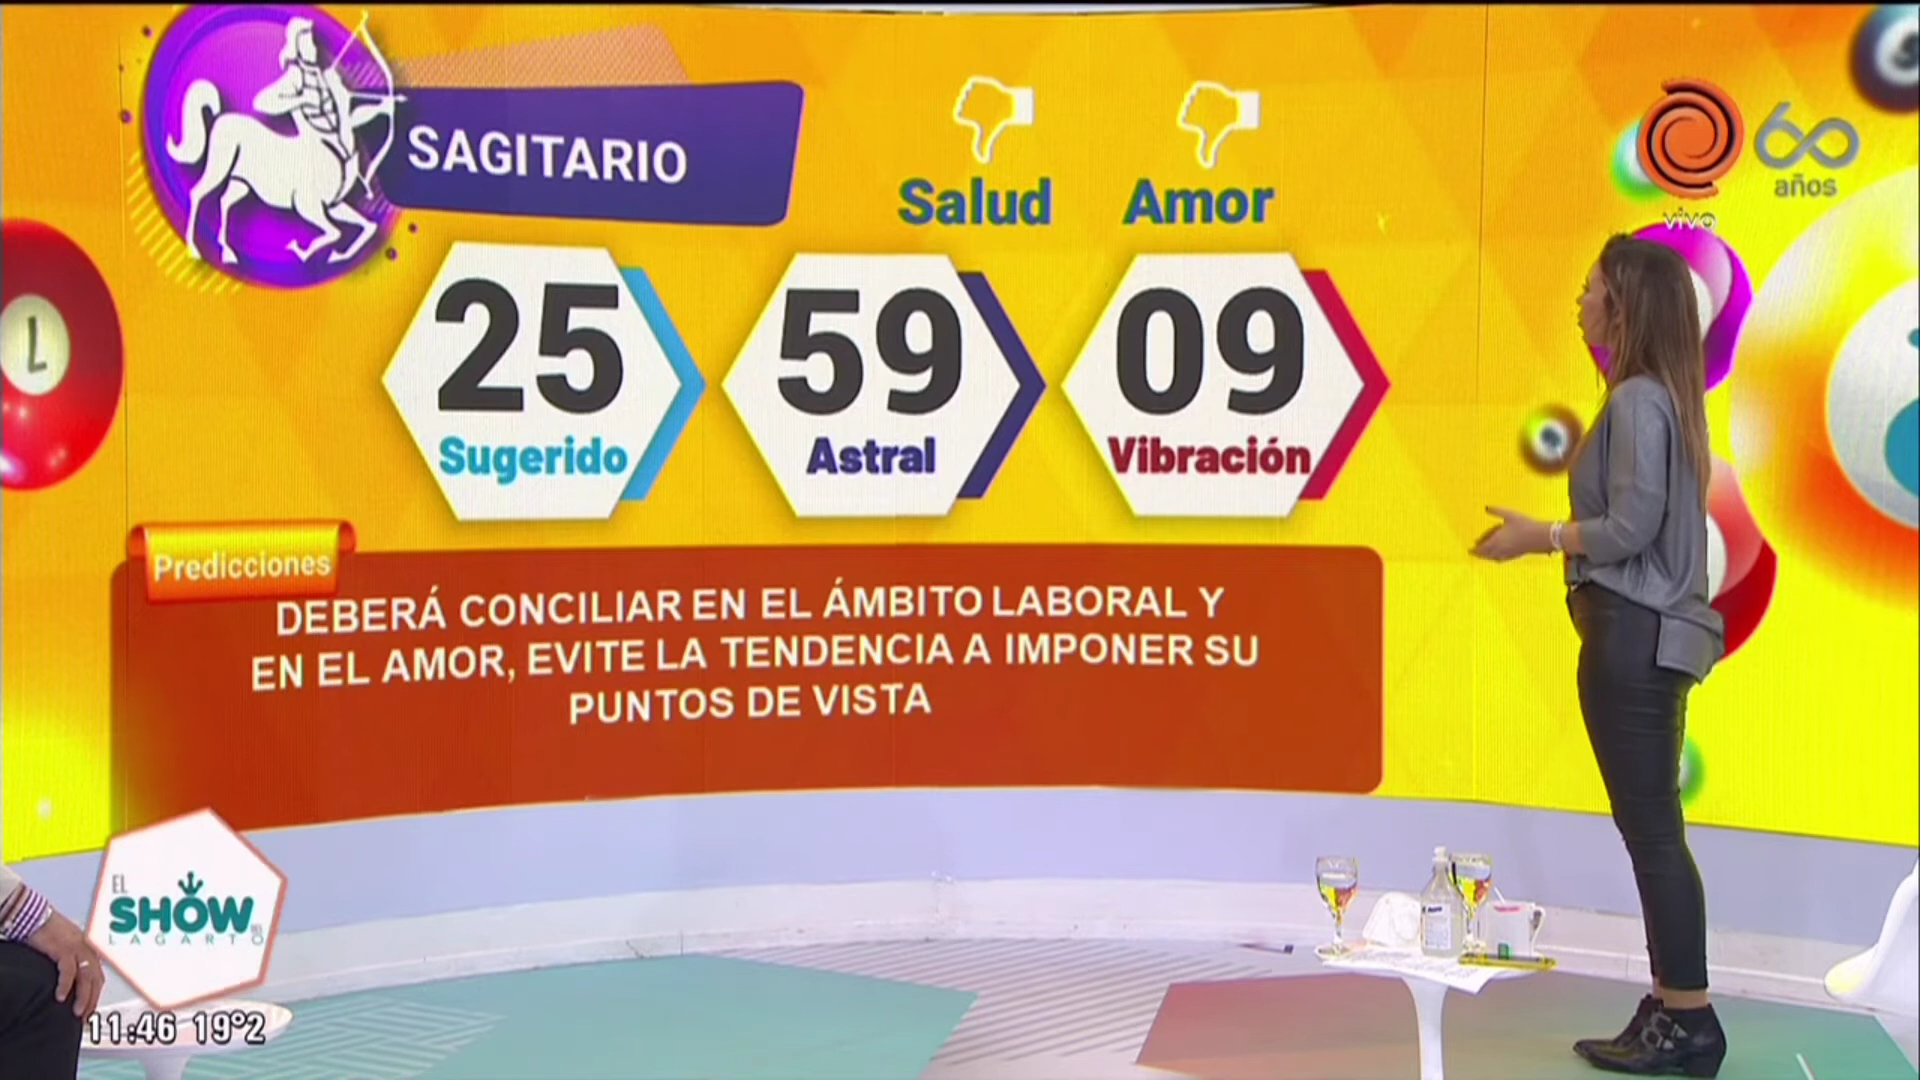 SAGITARIO
Salud
Amor
60
años
vivo
25
Sugerido
59
Astral
09
Vibración
Predicciones
DEBERÁ CONCILIAR EN EL ÁMBITO LABORAL Y
EN EL AMOR, EVITE LA TENDENCIA A IMPONER SU
PUNTOS DE VISTA
EL
SHOW
DEL
LAGARTO
11:46 19°2